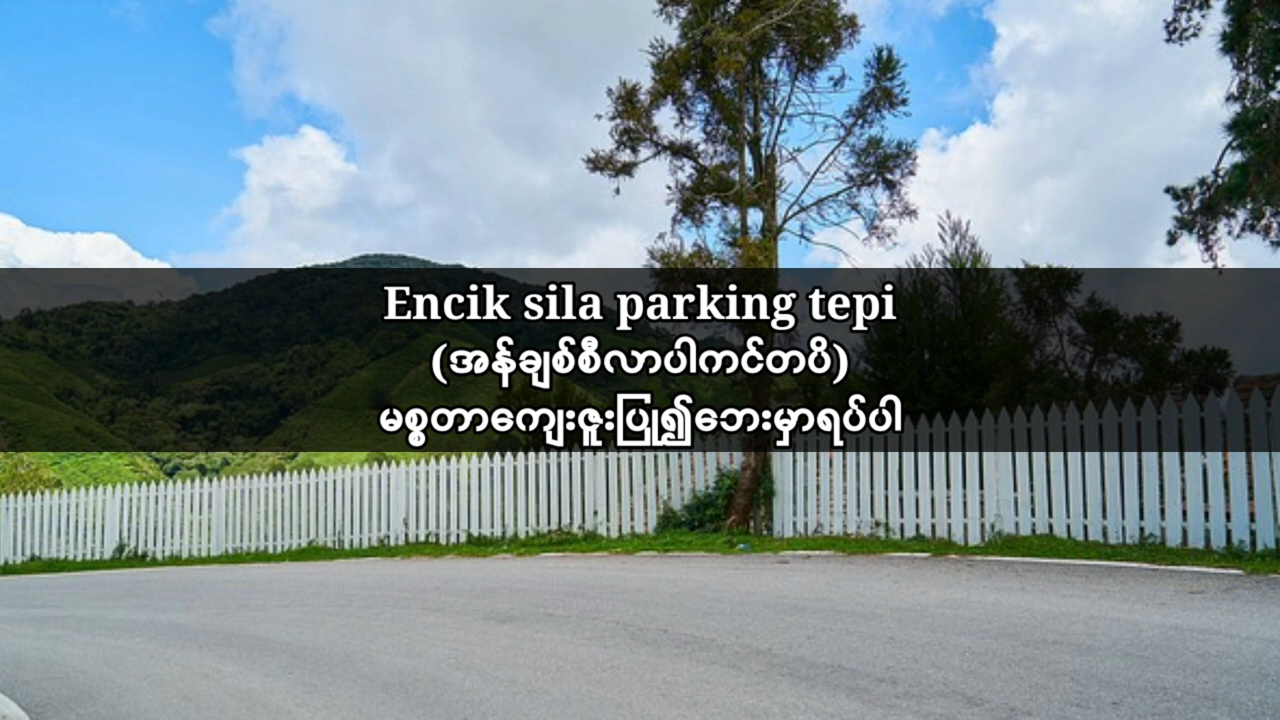 Encik sila parking tepi
(အန်ချစ်စီလာပါကင်တပိ)
မစ္စတာကျေးဇူးပြု၍ဘေးမှာရပ်ပါ